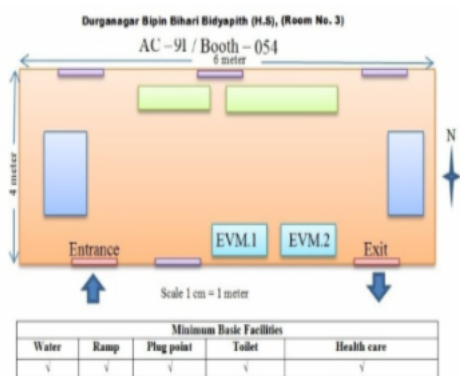 Durganagar Bipin Bihari Bidyapith (H.S), (Room No. 3)
AC – 91 / Booth – 054
6 meter
4 meter
N
EVM.1
EVM.2
Entrance
Exit
Scale 1 cm = 1 meter
Minimum Basic Facilities
Water Ramp Plug point Toilet Health care
√ √ √ √ √